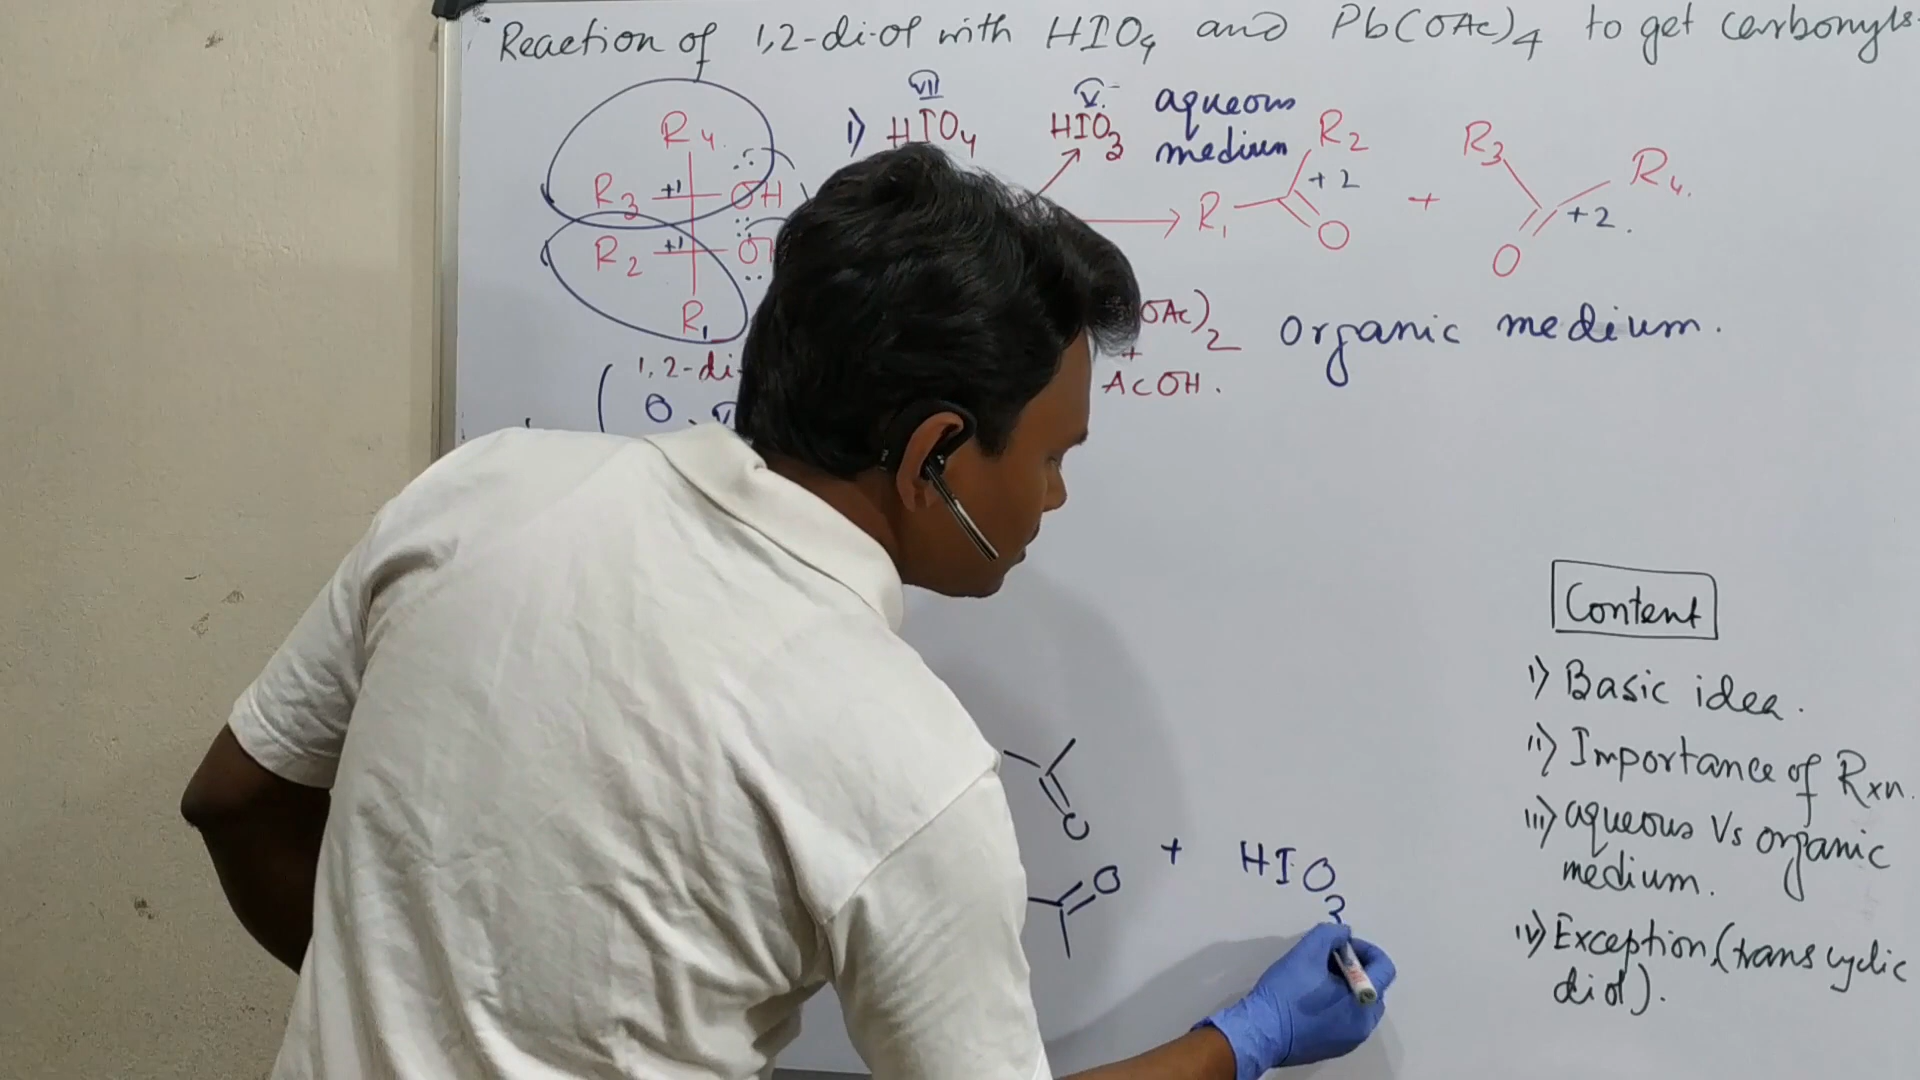 Reaction of 1,2-di-ol with HIO4 and Pb(OAc)4 to get carbonyls.
VII
V
aqueous
medium
1) HIO4
HIO3
R4
R3 +1 OH
R2 +1 OH
R1
R1 R2 +2 O
+
R3 R4 +2. O
OAc)2
+
AcOH.
Organic medium.
1,2-di-
O
O
O
+ HIO3
Content
i) Basic idea.
ii) Importance of Rxn.
iii) aqueous Vs organic
medium.
iv) Exception (trans cyclic
diol).